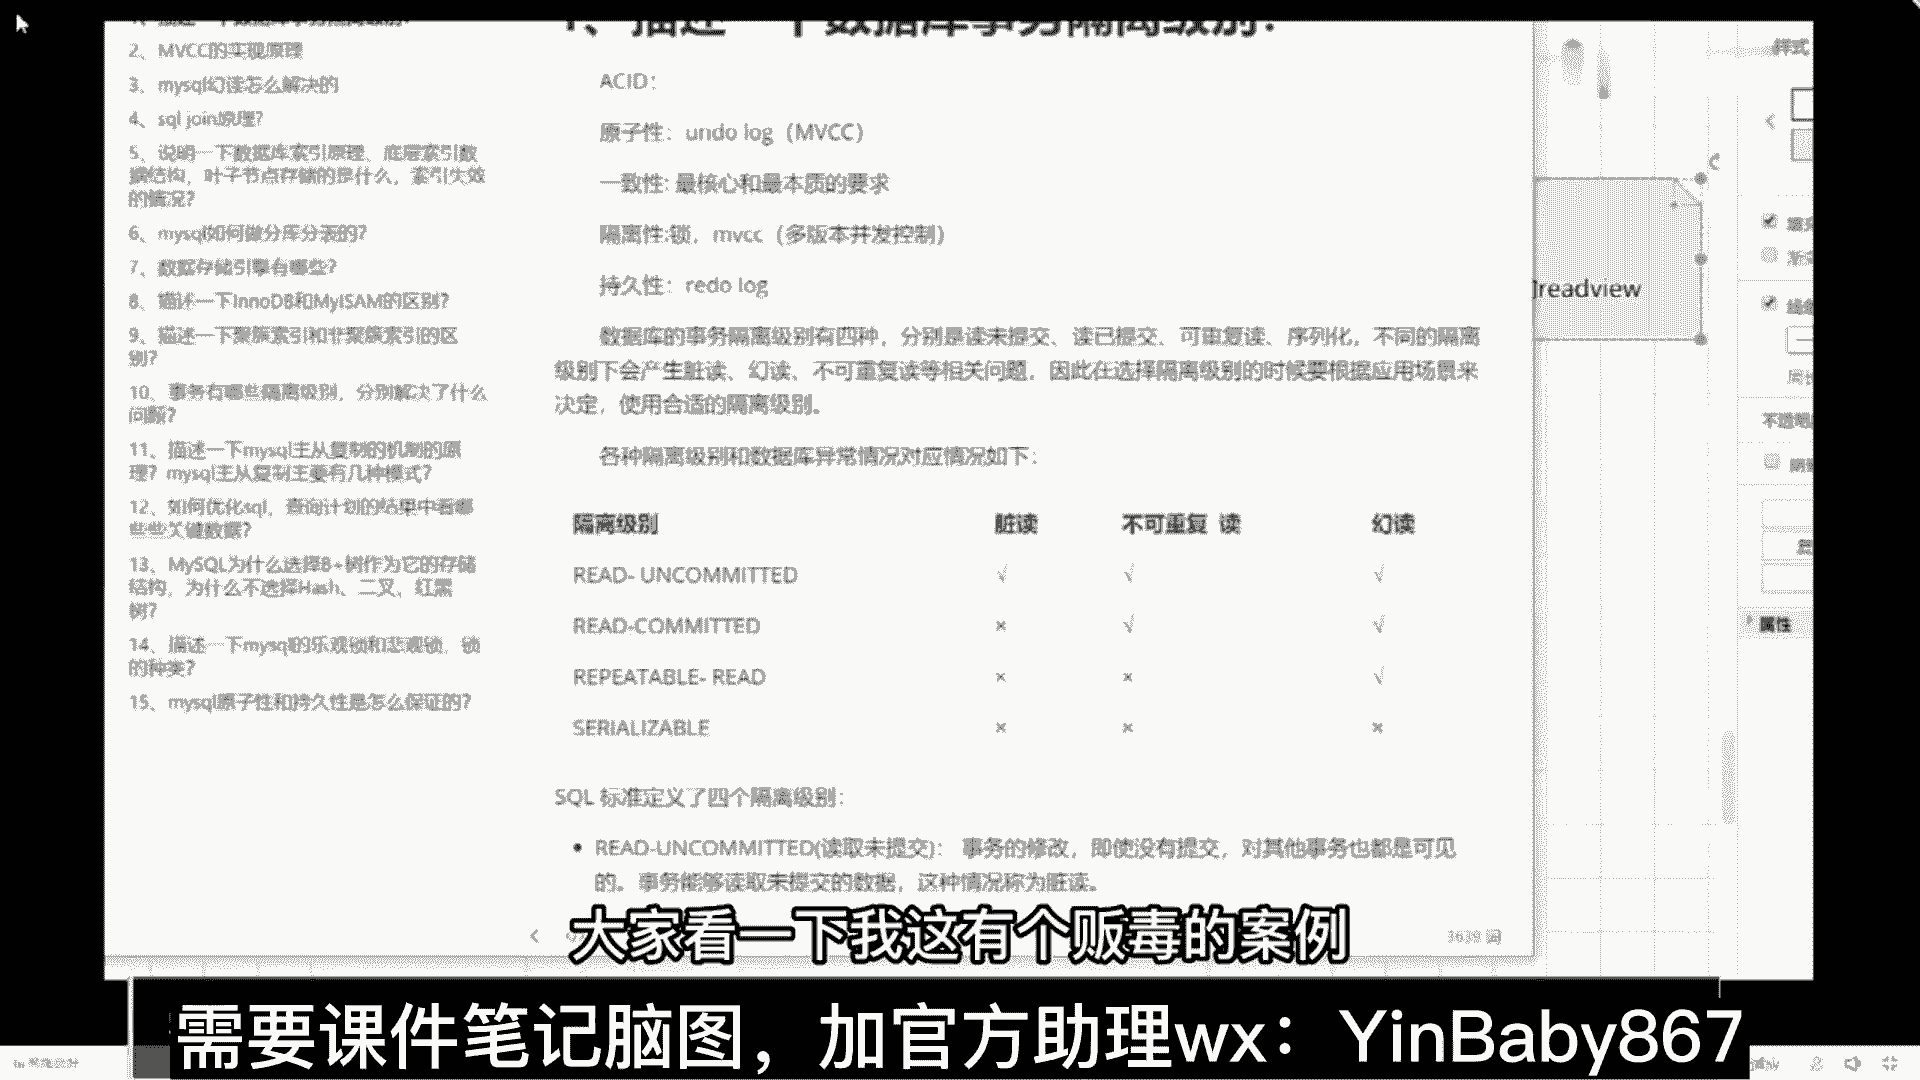 2、MVCC的实现原理
3、mysql幻读怎么解决的
4、sql join原理?
5、说明一下数据库索引原理、底层索引数
据结构，叶子节点存储的是什么，索引失效
的情况?
6、mysql如何做分库分表的?
7、数据存储引擎有哪些?
8、描述一下InnoDB和MyISAM的区别?
9、描述一下聚簇索引和非聚簇索引的区
别?
10、事务有哪些隔离级别，分别解决了什么
问题?
11、描述一下mysql主从复制的机制的原
理？mysql主从复制主要有几种模式?
12、如何优化sql，查询计划的结果中看哪
些些关键数据?
13、MySQL为什么选择B+树作为它的存储
结构，为什么不选择Hash、二叉、红黑
树?
14、描述一下mysql的乐观锁和悲观锁，锁
的种类?
15、mysql原子性和持久性是怎么保证的?
1、描述一下数据库事务隔离级别?
ACID：
原子性：undo log（MVCC）
一致性: 最核心和最本质的要求
隔离性:锁，mvcc（多版本并发控制）
持久性：redo log
数据库的事务隔离级别有四种，分别是读未提交、读已提交、可重复读、序列化，不同的隔离
级别下会产生脏读、幻读、不可重复读等相关问题，因此在选择隔离级别的时候要根据应用场景来
决定，使用合适的隔离级别。
各种隔离级别和数据库异常情况对应情况如下：
隔离级别 脏读 不可重复 读 幻读
READ- UNCOMMITTED √ √ √
READ-COMMITTED × √ √
REPEATABLE- READ × × √
SERIALIZABLE × × ×
SQL 标准定义了四个隔离级别：
• READ-UNCOMMITTED(读取未提交)： 事务的修改，即使没有提交，对其他事务也都是可见
的。事务能够读取未提交的数据，这种情况称为脏读。
3639 词
readview
样式
不透明
属性
大家看一下我这有个贩毒的案例
需要课件笔记脑图，加官方助理wx：YinBaby867